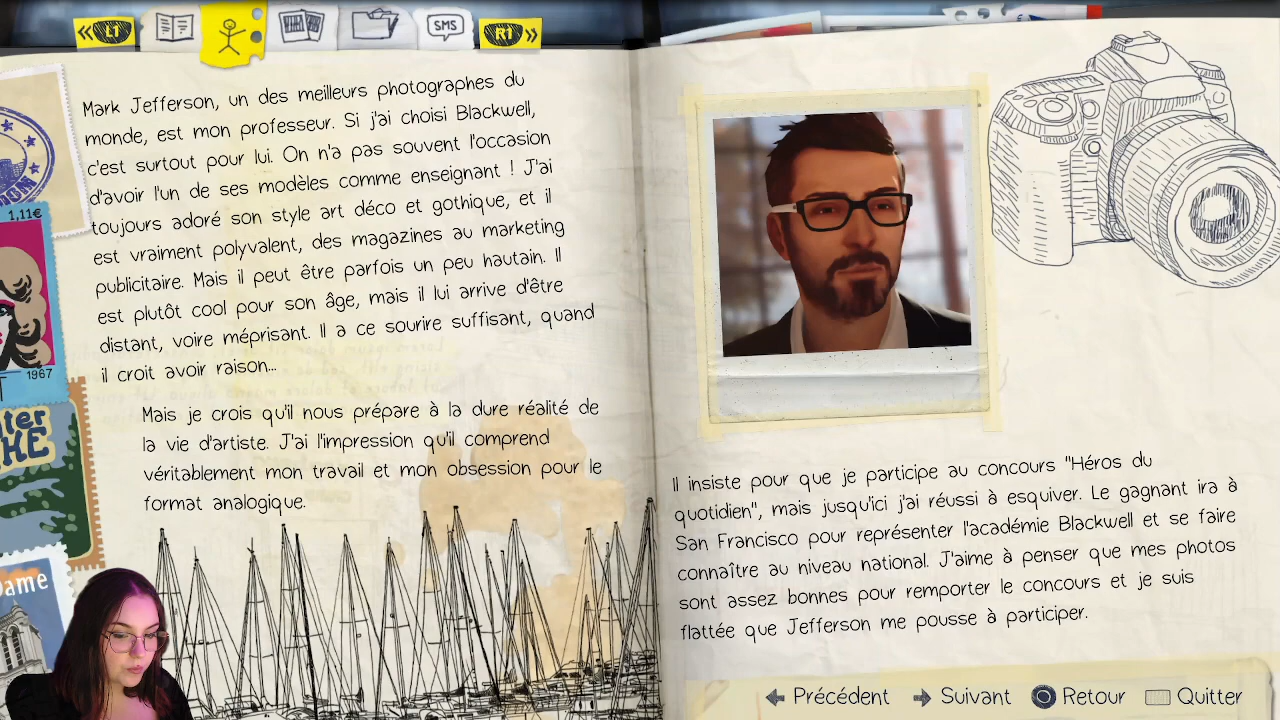 L1
SMS
R1
Mark Jefferson, un des meilleurs photographes du
monde, est mon professeur. Si j'ai choisi Blackwell,
c'est surtout pour lui. On n'a pas souvent l'occasion
d'avoir l'un de ses modèles comme enseignant ! J'ai
toujours adoré son style art déco et gothique, et il
est vraiment polyvalent, des magazines au marketing
publicitaire. Mais il peut être parfois un peu hautain. Il
est plutôt cool pour son âge, mais il lui arrive d'être
distant, voire méprisant. Il a ce sourire suffisant, quand
il croit avoir raison...
Mais je crois qu'il nous prépare à la dure réalité de
la vie d'artiste. J'ai l'impression qu'il comprend
véritablement mon travail et mon obsession pour le
format analogique.
1,11€
1967
Dame
Il insiste pour que je participe au concours "Héros du
quotidien", mais jusqu'ici j'ai réussi à esquiver. Le gagnant ira à
San Francisco pour représenter l'académie Blackwell et se faire
connaître au niveau national. J'aime à penser que mes photos
sont assez bonnes pour remporter le concours et je suis
flattée que Jefferson me pousse à participer.
Précédent Suivant Retour Quitter